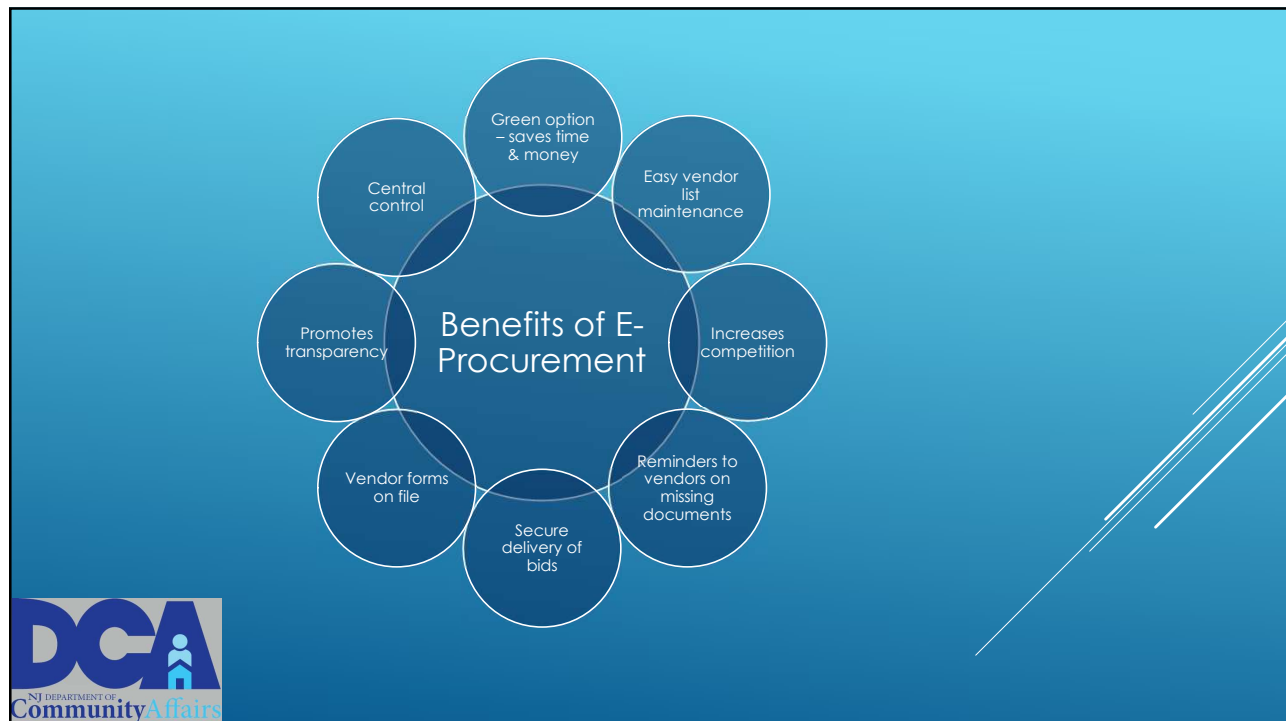 Benefits of E-
Procurement
Green option
– saves time
& money
Easy vendor
list
maintenance
Increases
competition
Reminders to
vendors on
missing
documents
Secure
delivery of
bids
Vendor forms
on file
Promotes
transparency
Central
control
DCA
NJ DEPARTMENT OF
CommunityAffairs